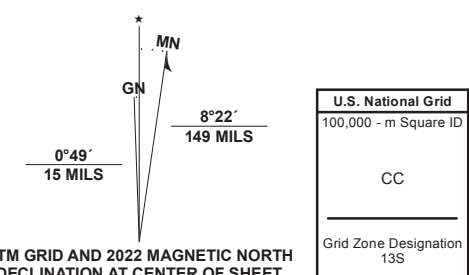 MN
GN
8°22´
149 MILS
0°49´
15 MILS
TM GRID AND 2022 MAGNETIC NORTH
DECLINATION AT CENTER OF SHEET
U.S. National Grid
100,000 - m Square ID
CC
Grid Zone Designation
13S